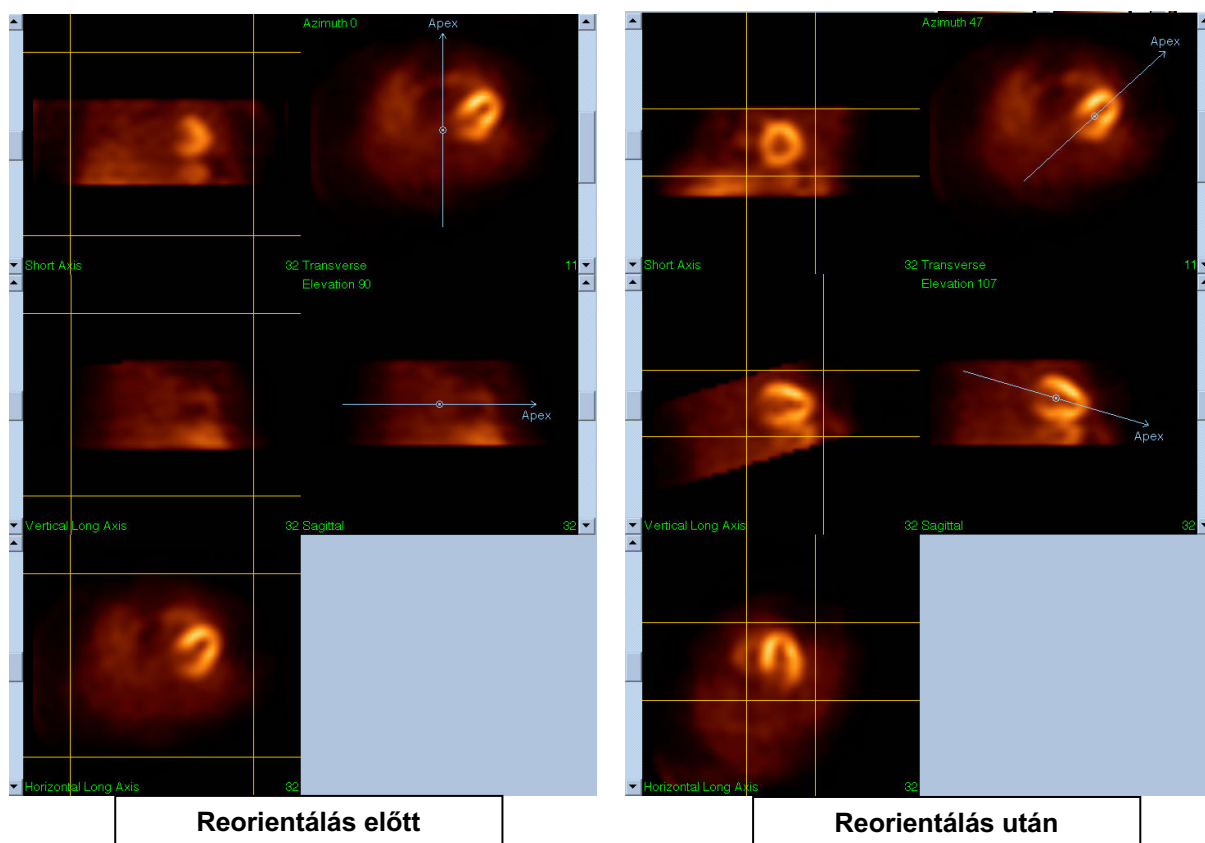 Azimuth 0
Apex
Short Axis 32 Transverse 11
Elevation 90
Apex
Vertical Long Axis 32 Sagittal 32
Horizontal Long Axis 32
Reorientálás előtt
Azimuth 47
Apex
Short Axis 32 Transverse 11
Elevation 107
Apex
Vertical Long Axis 32 Sagittal 32
Horizontal Long Axis 32
Reorientálás után